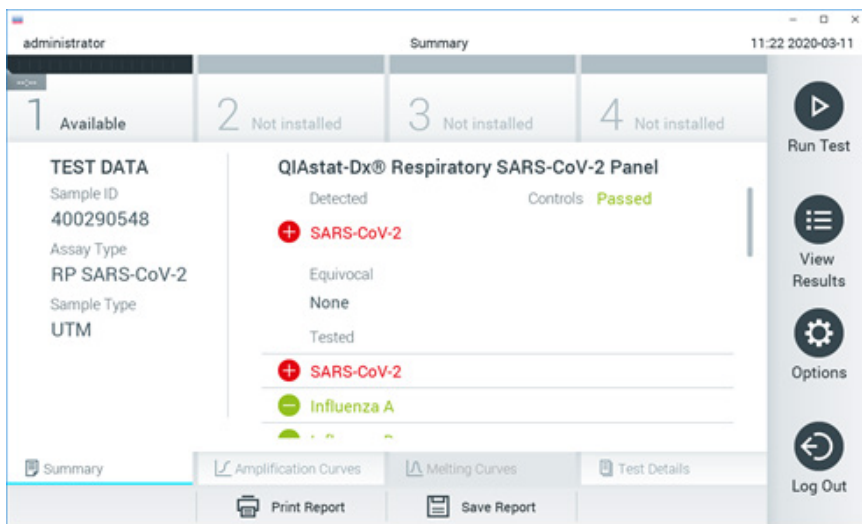 administrator Summary 11:22 2020-03-11
1 Available 2 Not installed 3 Not installed 4 Not installed
Run Test
TEST DATA
Sample ID
400290548
Assay Type
RP SARS-CoV-2
Sample Type
UTM
QIAstat-Dx® Respiratory SARS-CoV-2 Panel
Detected Controls Passed
SARS-CoV-2
Equivocal
None
Tested
SARS-CoV-2
Influenza A
View
Results
Options
Log Out
Summary Amplification Curves Melting Curves Test Details
Print Report Save Report